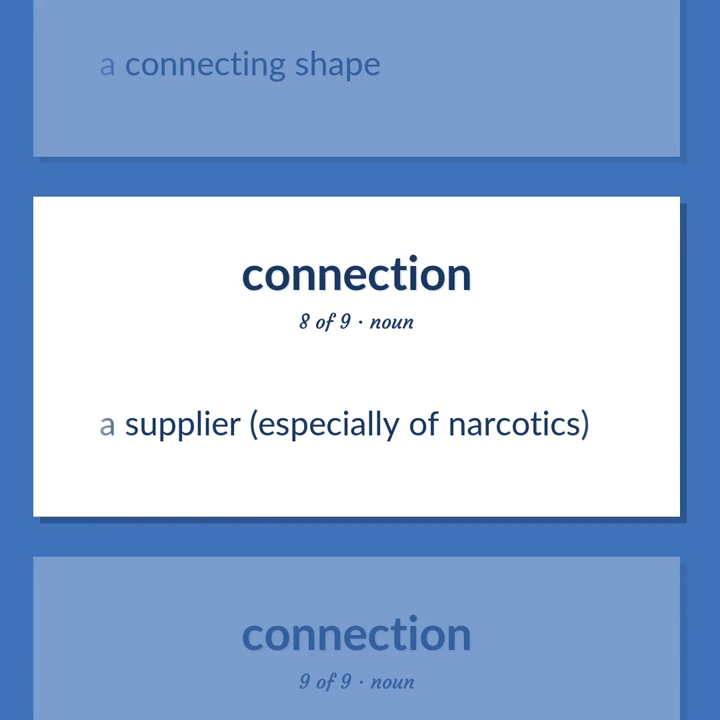 a connecting shape
connection
8 of 9 · noun
a supplier (especially of narcotics)
connection
9 of 9 · noun